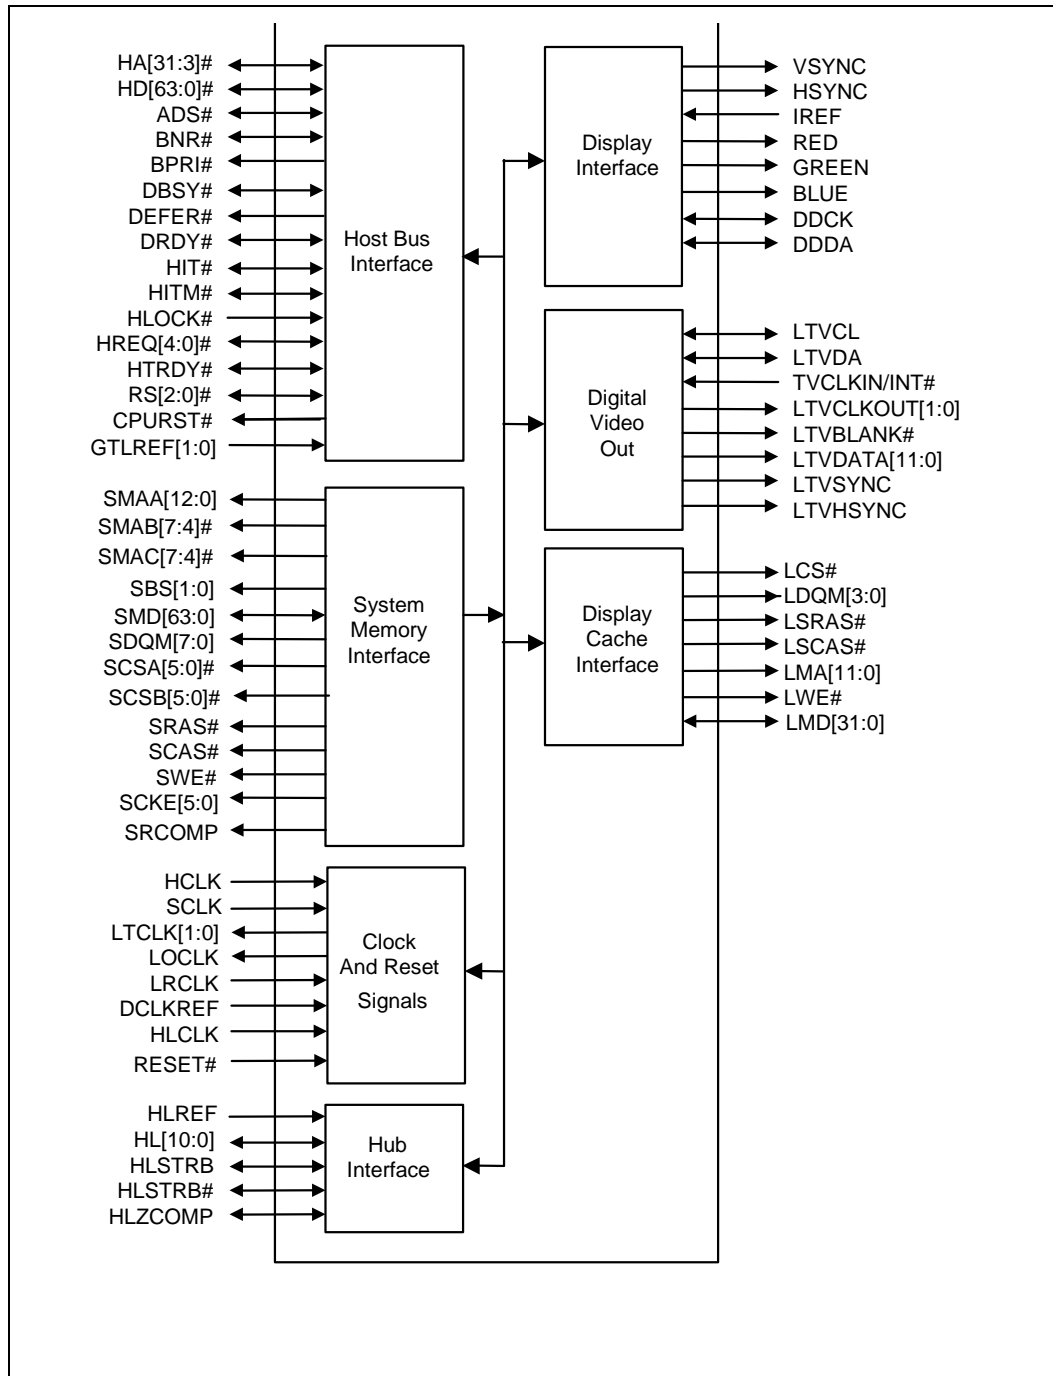 HA[31:3]#
HD[63:0]#
ADS#
BNR#
BPRI#
DBSY#
DEFER#
DRDY#
HIT#
HITM#
HLOCK#
HREQ[4:0]#
HTRDY#
RS[2:0]#
CPURST#
GTLREF[1:0]
Host Bus
Interface
SMAA[12:0]
SMAB[7:4]#
SMAC[7:4]#
SBS[1:0]
SMD[63:0]
SDQM[7:0]
SCSA[5:0]#
SCSB[5:0]#
SRAS#
SCAS#
SWE#
SCKE[5:0]
SRCOMP
System
Memory
Interface
HCLK
SCLK
LTCLK[1:0]
LOCLK
LRCLK
DCLKREF
HLCLK
RESET#
Clock
And Reset
Signals
HLREF
HL[10:0]
HLSTRB
HLSTRB#
HLZCOMP
Hub
Interface
Display
Interface
VSYNC
HSYNC
IREF
RED
GREEN
BLUE
DDCK
DDDA
Digital
Video
Out
LTVCL
LTVDA
TVCLKIN/INT#
LTVCLKOUT[1:0]
LTVBLANK#
LTVDATA[11:0]
LTVSYNC
LTVHSYNC
Display
Cache
Interface
LCS#
LDQM[3:0]
LSRAS#
LSCAS#
LMA[11:0]
LWE#
LMD[31:0]